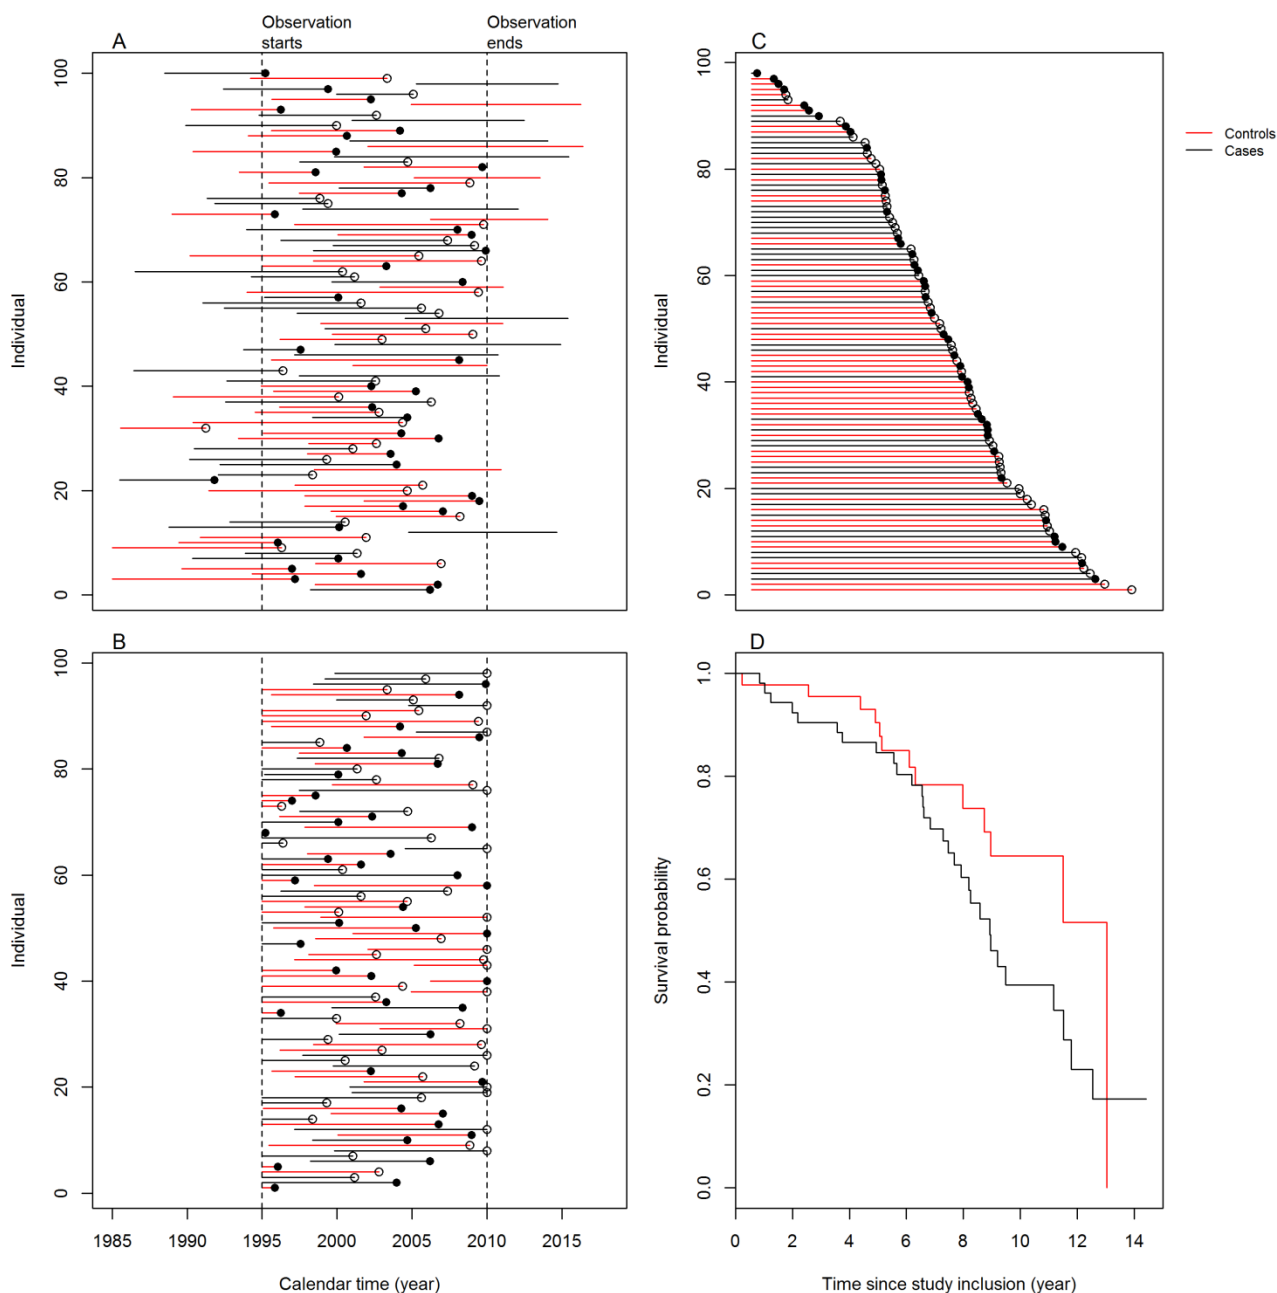 Observation
starts
Observation
ends
A
C
Individual
0 20 40 60 80 100
Individual
0 20 40 60 80 100
Controls
Cases
B
D
Individual
0 20 40 60 80 100
1985 1990 1995 2000 2005 2010 2015
Calendar time (year)
Survival probability
0.0 0.2 0.4 0.6 0.8 1.0
0 2 4 6 8 10 12 14
Time since study inclusion (year)